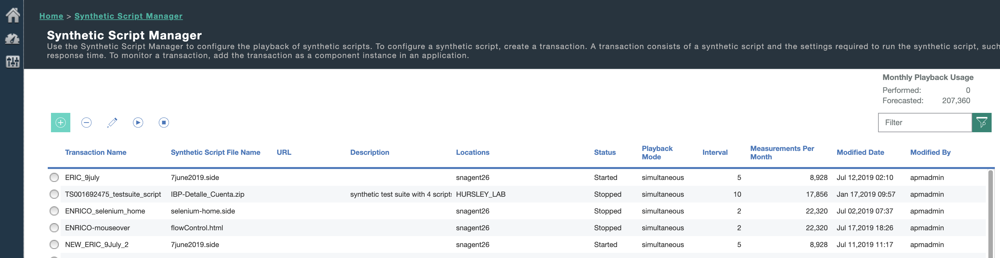 Home > Synthetic Script Manager
Synthetic Script Manager
Use the Synthetic Script Manager to configure the playback of synthetic scripts. To configure a synthetic script, create a transaction. A transaction consists of a synthetic script and the settings required to run the synthetic script, such
response time. To monitor a transaction, add the transaction as a component instance in an application.
Monthly Playback Usage
Performed: 0
Forecasted: 207,360
Filter
Transaction Name Synthetic Script File Name URL Description Locations Status Playback Mode Interval Measurements Per Month Modified Date Modified By
ERIC_9july 7june2019.side snagent26 Started simultaneous 5 8,928 Jul 12,2019 02:10 apmadmin
TS001692475_testsuite_script IBP-Detalle_Cuenta.zip synthetic test suite with 4 scripts HURSLEY_LAB Stopped simultaneous 10 17,856 Jan 17,2019 09:57 apmadmin
ENRICO_selenium_home selenium-home.side snagent26 Stopped simultaneous 2 22,320 Jul 02,2019 07:37 apmadmin
ENRICO-mouseover flowControl.html snagent26 Stopped simultaneous 2 22,320 Jul 17,2019 18:26 apmadmin
NEW_ERIC_9July_2 7june2019.side snagent26 Started simultaneous 5 8,928 Jul 11,2019 11:17 apmadmin